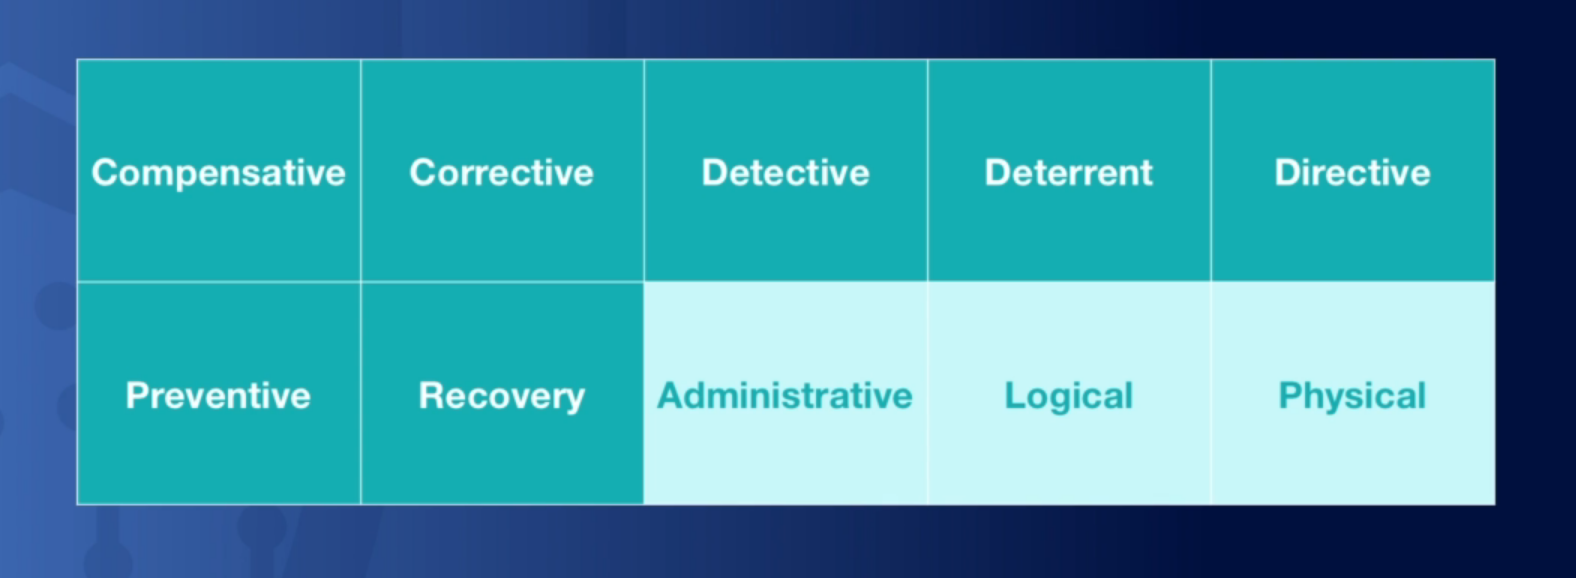 Compensative
Corrective
Detective
Deterrent
Directive
Preventive
Recovery
Administrative
Logical
Physical